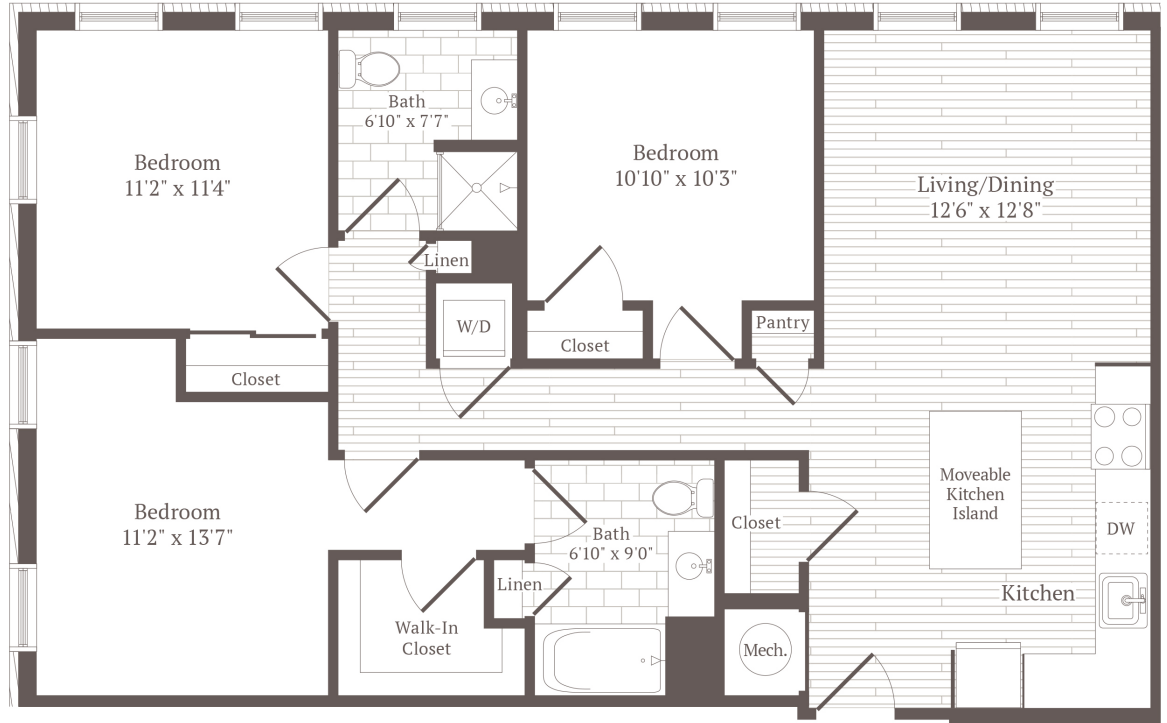 Bedroom
11'2" x 11'4"
Bath
6'10" x 7'7"
Bedroom
10'10" x 10'3"
Living/Dining
12'6" x 12'8"
Linen
W/D
Closet
Pantry
Closet
Bedroom
11'2" x 13'7"
Bath
6'10" x 9'0"
Closet
Moveable
Kitchen
Island
DW
Linen
Kitchen
Walk-In
Closet
Mech.